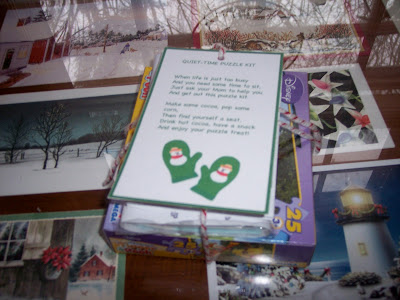 QUIET-TIME PUZZLE KIT
When life is just too busy
And you need some time to sit,
Just ask your Mom to help you
And get out this puzzle kit
Make some cocoa, pop some
corn,
Then find yourself a seat.
Drink hot cocoa, have a snack
And enjoy your puzzle treat!
Disney
25